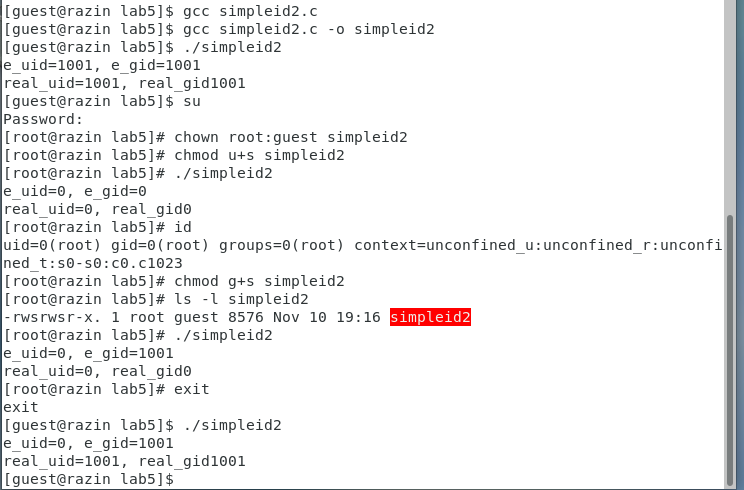 [guest@razin lab5]$ gcc simpleid2.c
[guest@razin lab5]$ gcc simpleid2.c -o simpleid2
[guest@razin lab5]$ ./simpleid2
e_uid=1001, e_gid=1001
real_uid=1001, real_gid1001
[guest@razin lab5]$ su
Password:
[root@razin lab5]# chown root:guest simpleid2
[root@razin lab5]# chmod u+s simpleid2
[root@razin lab5]# ./simpleid2
e_uid=0, e_gid=0
real_uid=0, real_gid0
[root@razin lab5]# id
uid=0(root) gid=0(root) groups=0(root) context=unconfined_u:unconfined_r:unconfi
ned_t:s0-s0:c0.c1023
[root@razin lab5]# chmod g+s simpleid2
[root@razin lab5]# ls -l simpleid2
-rwsrwsr-x. 1 root guest 8576 Nov 10 19:16 simpleid2
[root@razin lab5]# ./simpleid2
e_uid=0, e_gid=1001
real_uid=0, real_gid0
[root@razin lab5]# exit
exit
[guest@razin lab5]$ ./simpleid2
e_uid=0, e_gid=1001
real_uid=1001, real_gid1001
[guest@razin lab5]$